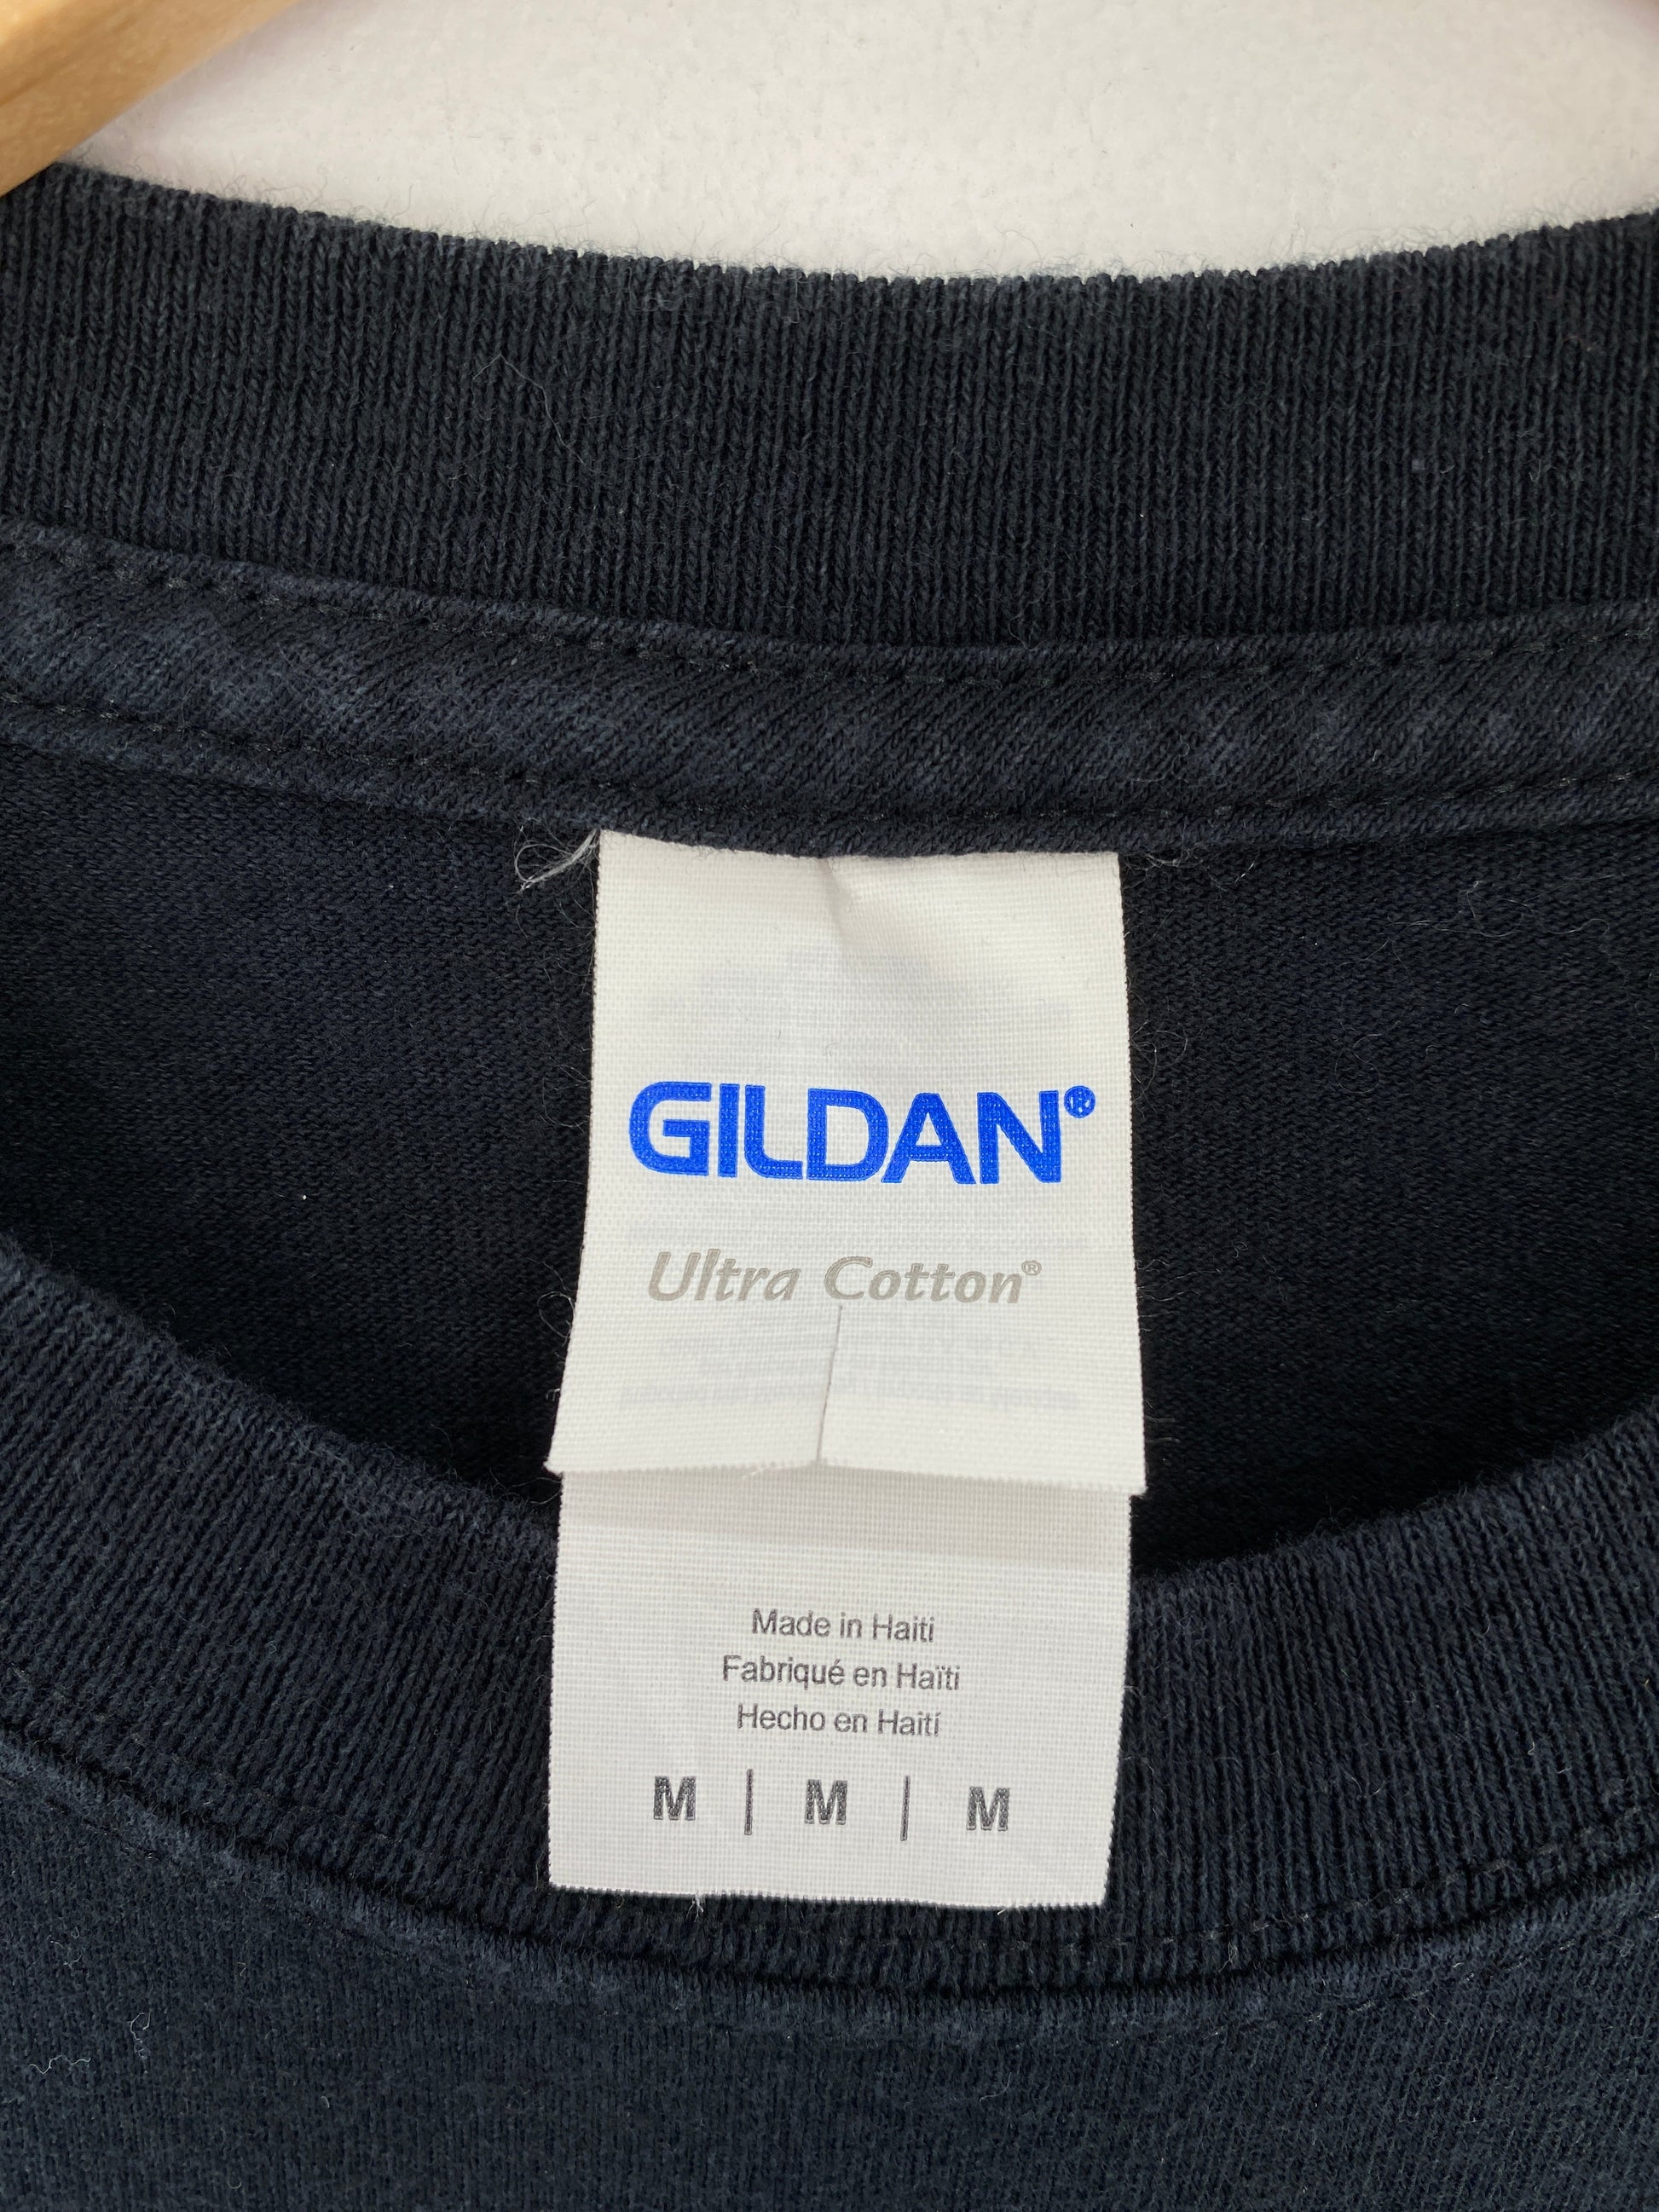 GILDAN®
Ultra Cotton®
Made in Haiti
Fabriqué en Haïti
Hecho en Haití
M | M | M